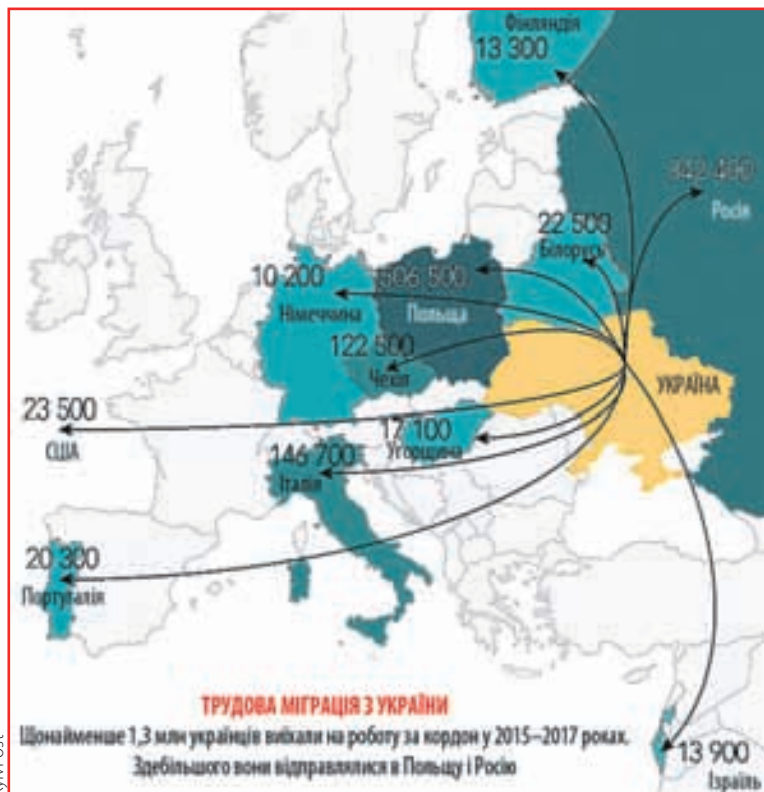 Фінляндія
13 300
342 400
Росія
22 500
Білорусь
10 200
Німеччина
506 500
Польща
122 500
Чехія
УКРАЇНА
23 500
США
17 100
Угорщина
146 700
Італія
20 300
Португалія
ТРУДОВА МІГРАЦІЯ З УКРАЇНИ
Щонайменше 1,3 млн українців виїхали на роботу за кордон у 2015–2017 роках.
Здебільшого вони відправлялися в Польщу і Росію
13 900
Ізраїль